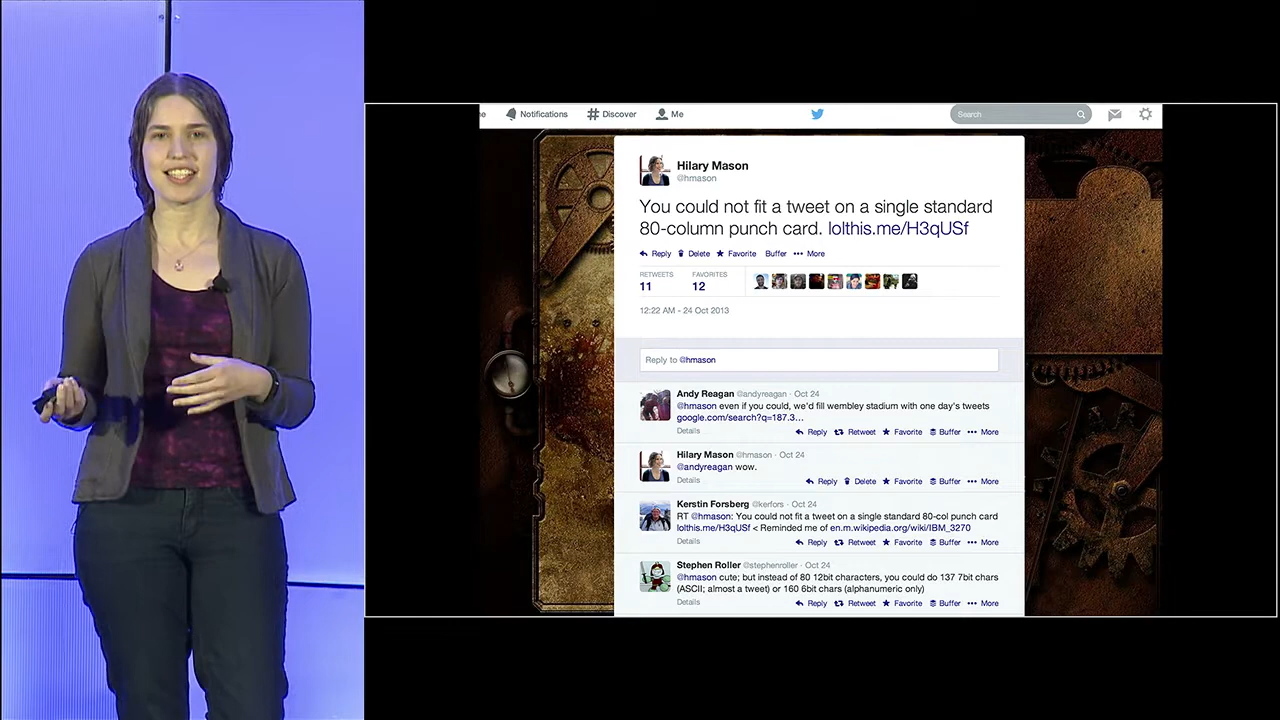 e Notifications Discover Me Search
Hilary Mason
@hmason
You could not fit a tweet on a single standard
80-column punch card. lolthis.me/H3qUSf
Reply Delete Favorite Buffer More
RETWEETS FAVORITES
11 12
12:22 AM - 24 Oct 2013
Reply to @hmason
Andy Reagan @andyreagan · Oct 24
@hmason even if you could, we'd fill wembley stadium with one day's tweets
google.com/search?q=187.3...
Details Reply Retweet Favorite Buffer More
Hilary Mason @hmason · Oct 24
@andyreagan wow.
Details Reply Delete Favorite Buffer More
Kerstin Forsberg @kerfors · Oct 24
RT @hmason: You could not fit a tweet on a single standard 80-col punch card
lolthis.me/H3qUSf < Reminded me of en.m.wikipedia.org/wiki/IBM_3270
Details Reply Retweet Favorite Buffer More
Stephen Roller @stephenroller · Oct 24
@hmason cute; but instead of 80 12bit characters, you could do 137 7bit chars
(ASCII; almost a tweet) or 160 6bit chars (alphanumeric only)
Details Reply Retweet Favorite Buffer More